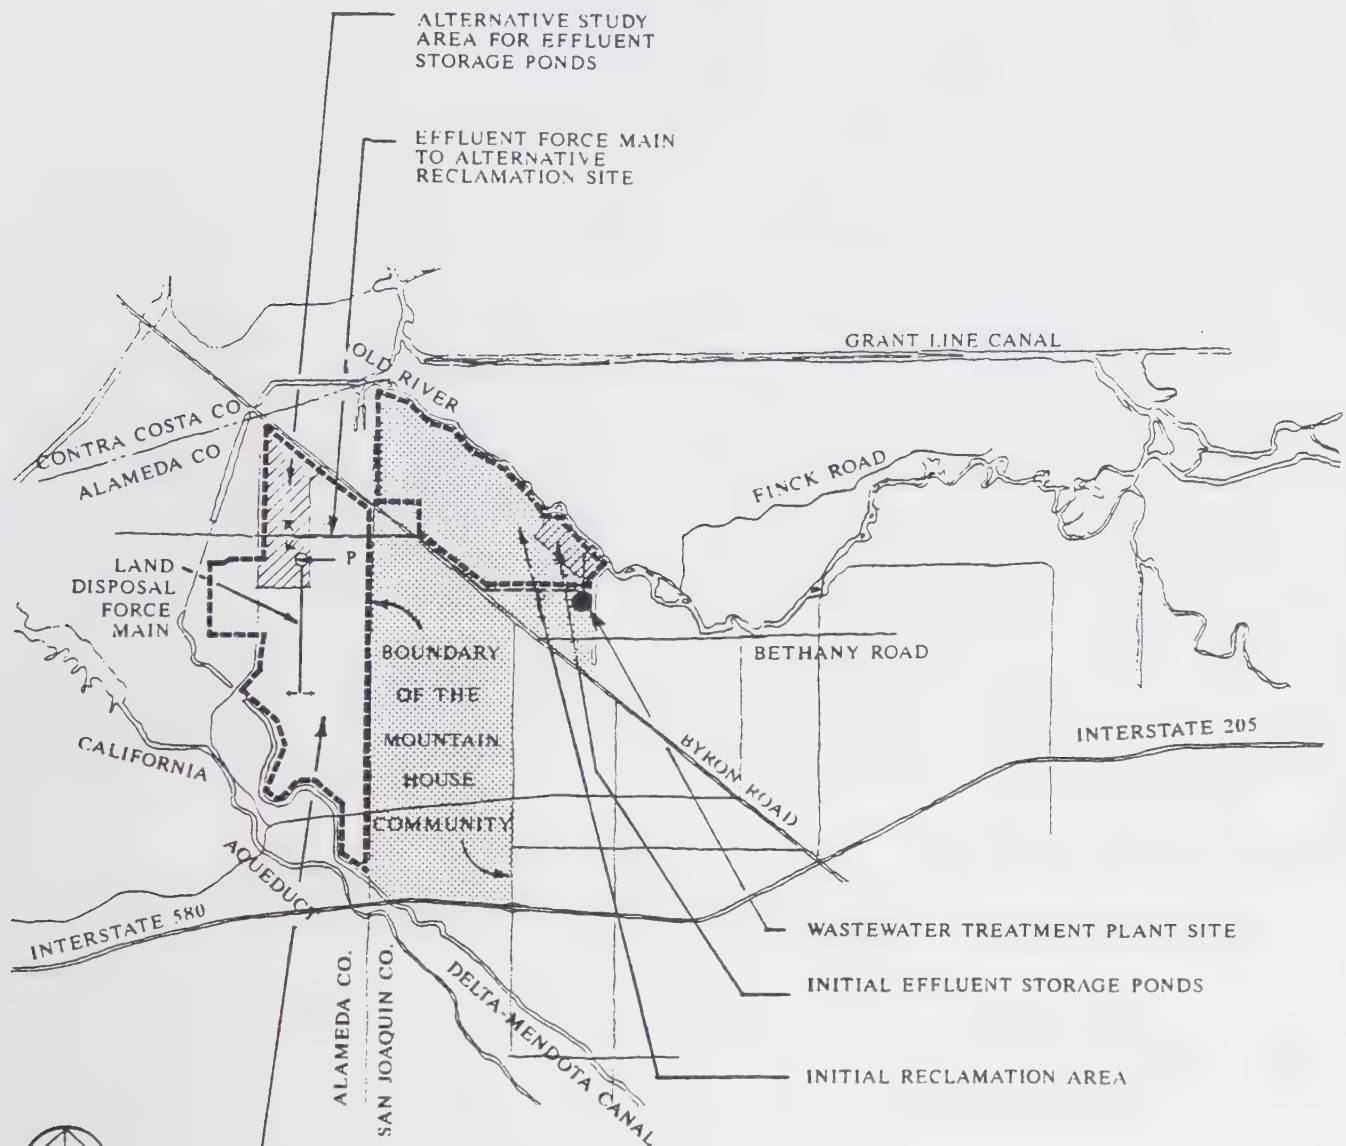 ALTERNATIVE STUDY
AREA FOR EFFLUENT
STORAGE PONDS
EFFLUENT FORCE MAIN
TO ALTERNATIVE
RECLAMATION SITE
GRANT LINE CANAL
OLD RIVER
CONTRA COSTA CO
ALAMEDA CO
FINCK ROAD
P
LAND
DISPOSAL
FORCE
MAIN
BOUNDARY
OF THE
MOUNTAIN
HOUSE
COMMUNITY
BETHANY ROAD
INTERSTATE 205
CALIFORNIA
AQUEDUCT
BYRON ROAD
INTERSTATE 580
WASTEWATER TREATMENT PLANT SITE
INITIAL EFFLUENT STORAGE PONDS
INITIAL RECLAMATION AREA
ALAMEDA CO.
SAN JOAQUIN CO.
DELTA-MENDOTA CANAL